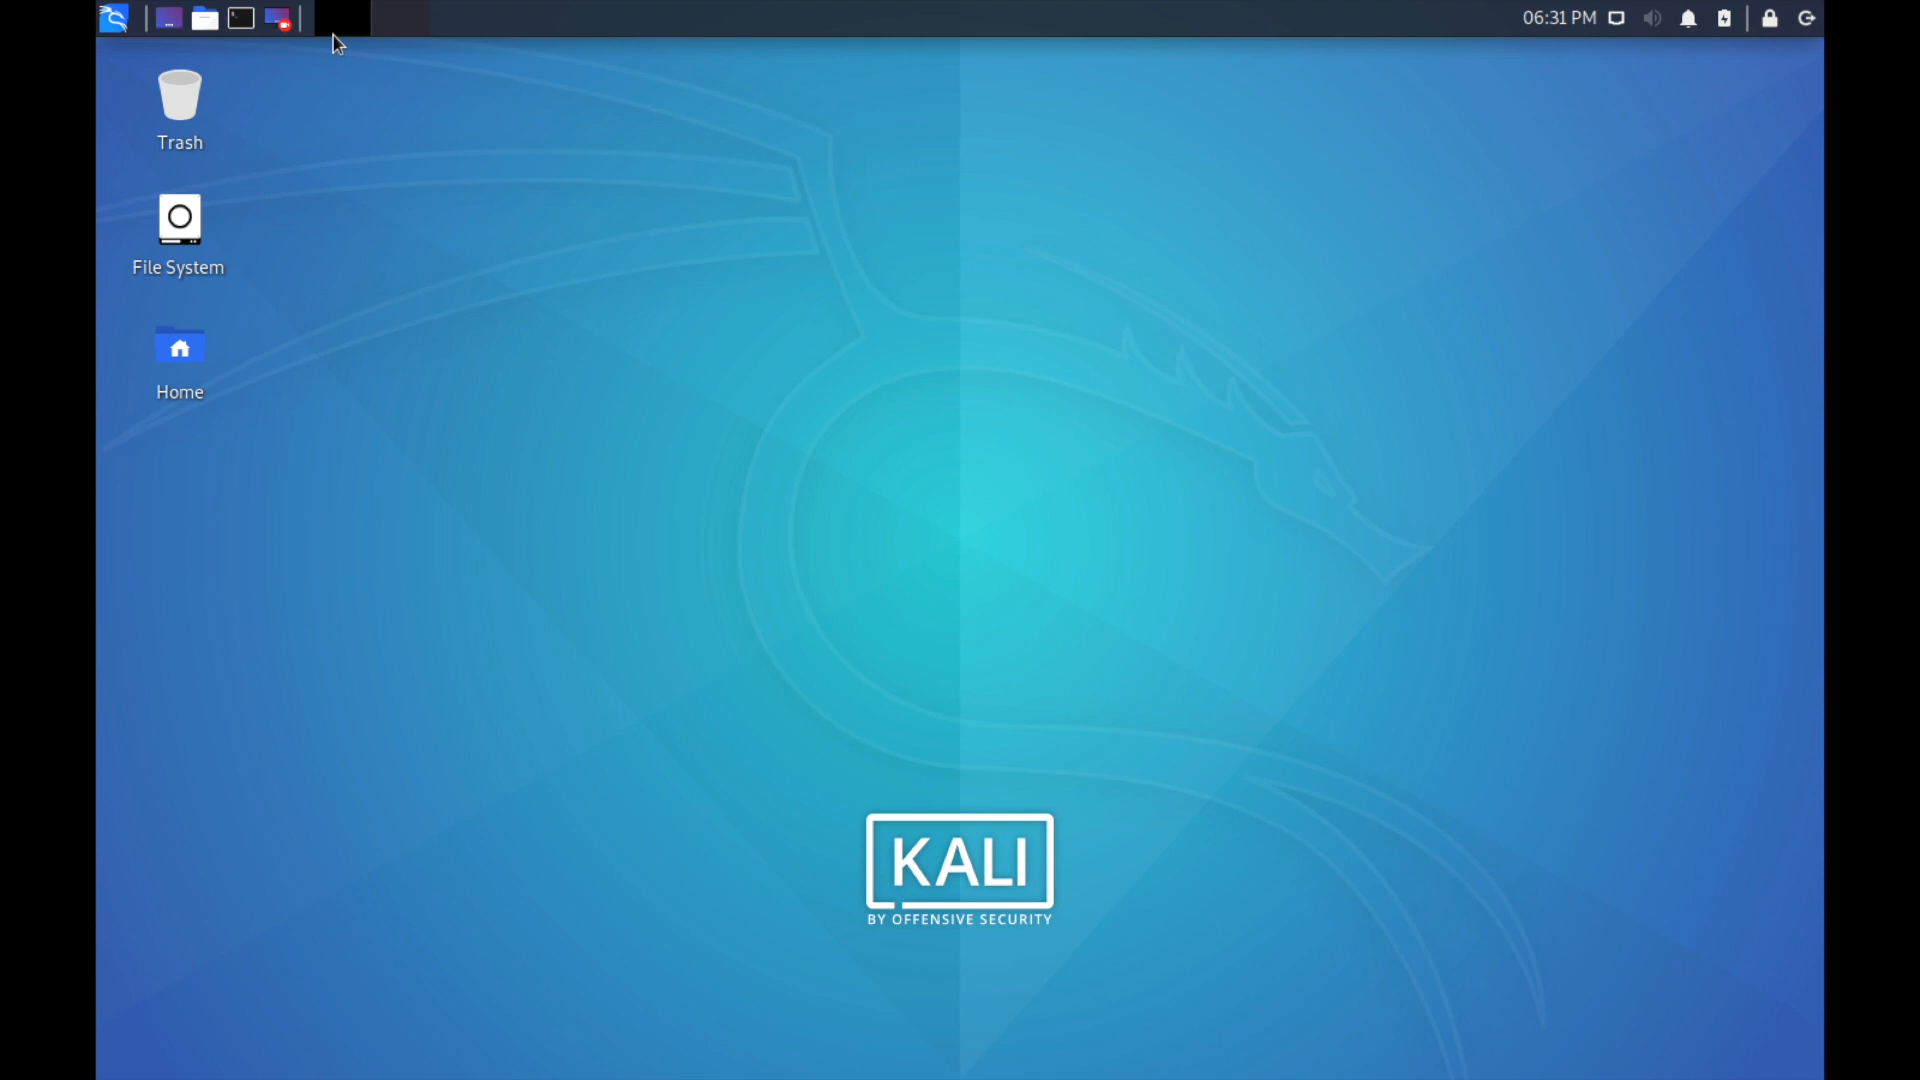 06:31 PM
Trash
File System
Home
KALI
BY OFFENSIVE SECURITY